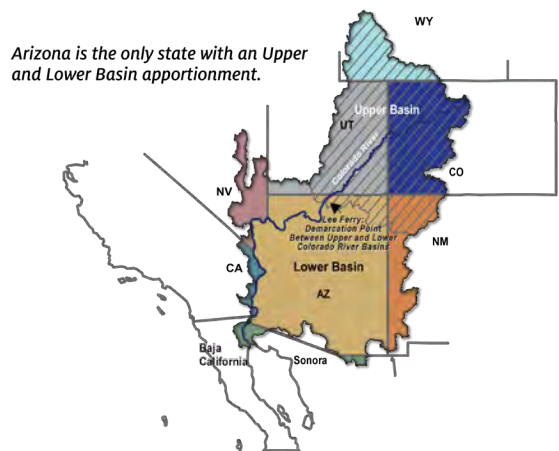 Arizona is the only state with an Upper
and Lower Basin apportionment.
WY
Upper Basin
UT
Colorado River
CO
NV
Lee Ferry:
Demarcation Point
Between Upper and Lower
Colorado River Basins
NM
CA
Lower Basin
AZ
Baja
California
Sonora